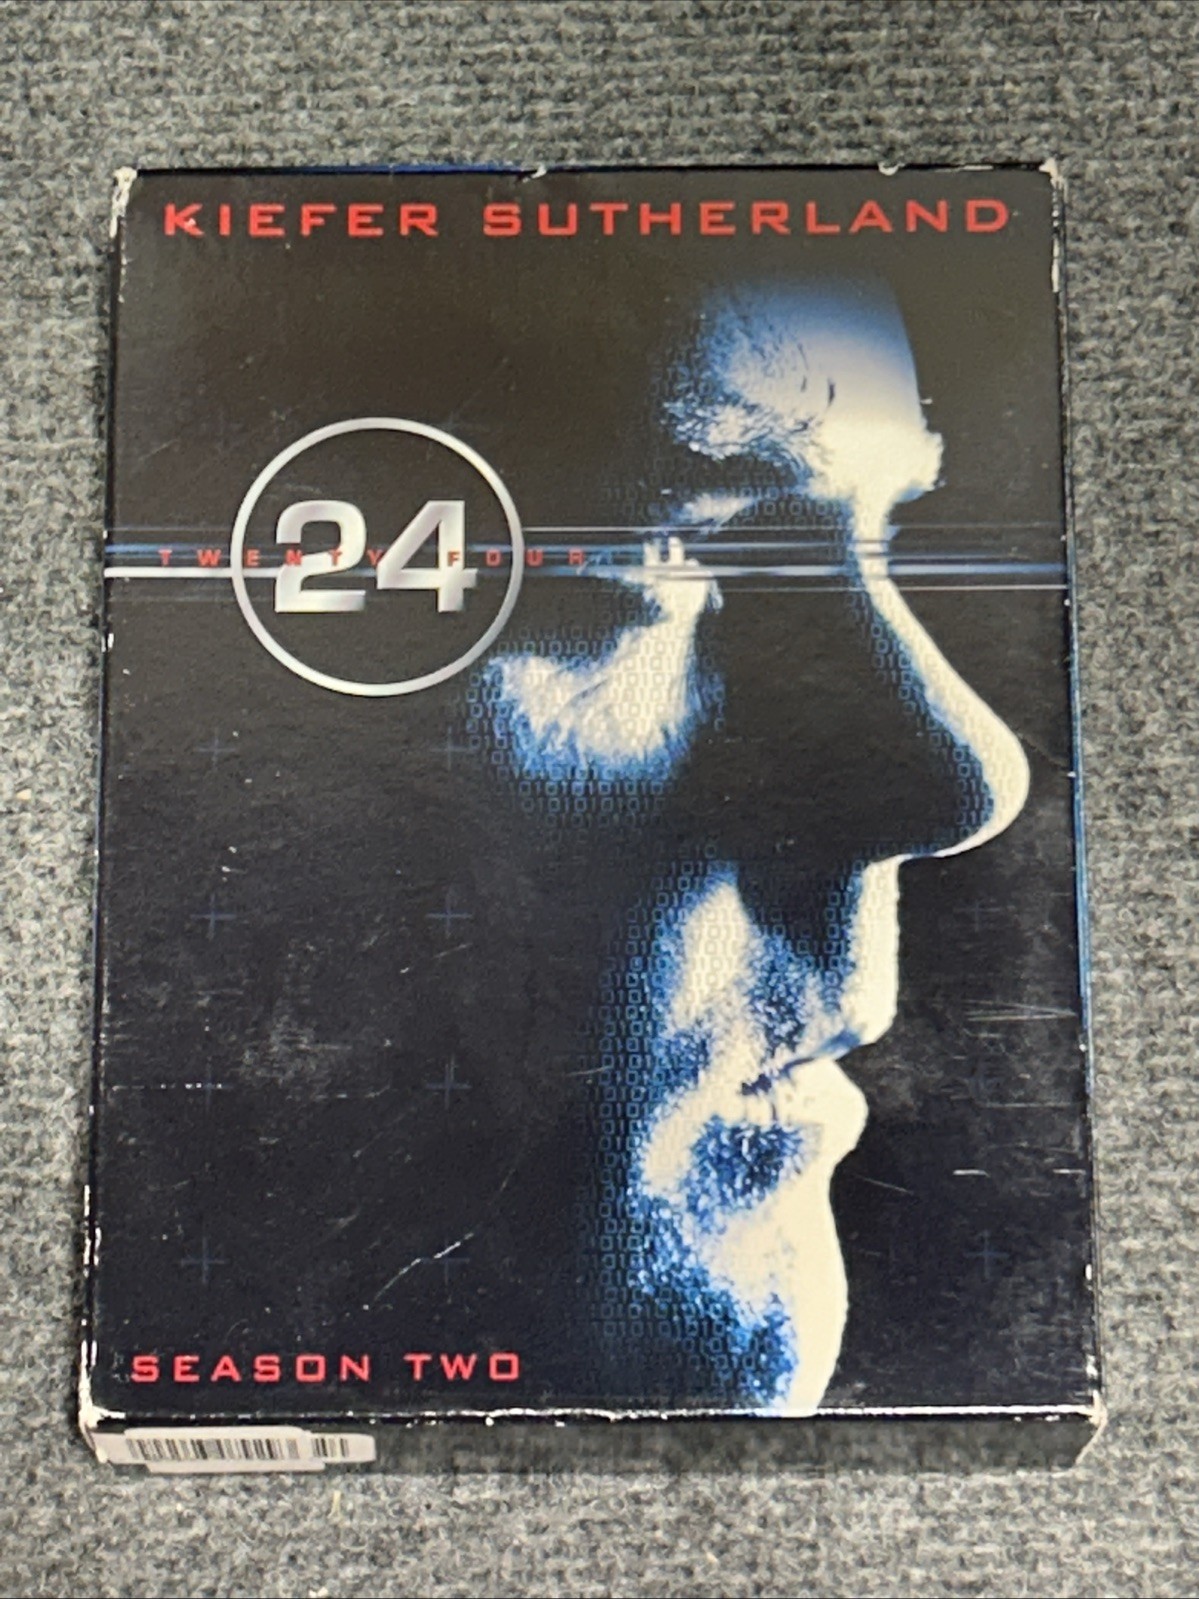 KIEFER SUTHERLAND
24
TWENTY FOUR
SEASON TWO